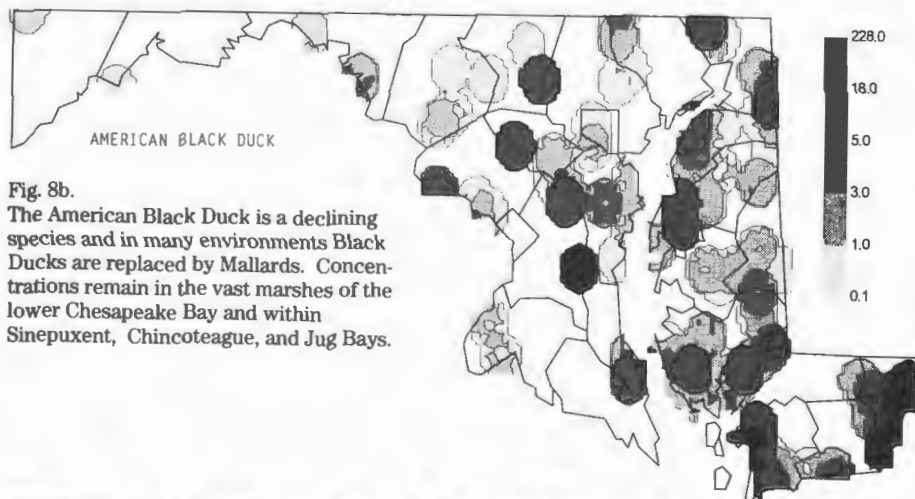 AMERICAN BLACK DUCK
Fig. 8b.
The American Black Duck is a declining
species and in many environments Black
Ducks are replaced by Mallards. Concen-
trations remain in the vast marshes of the
lower Chesapeake Bay and within
Sinepuxent, Chincoteague, and Jug Bays.
228.0
18.0
5.0
3.0
1.0
0.1